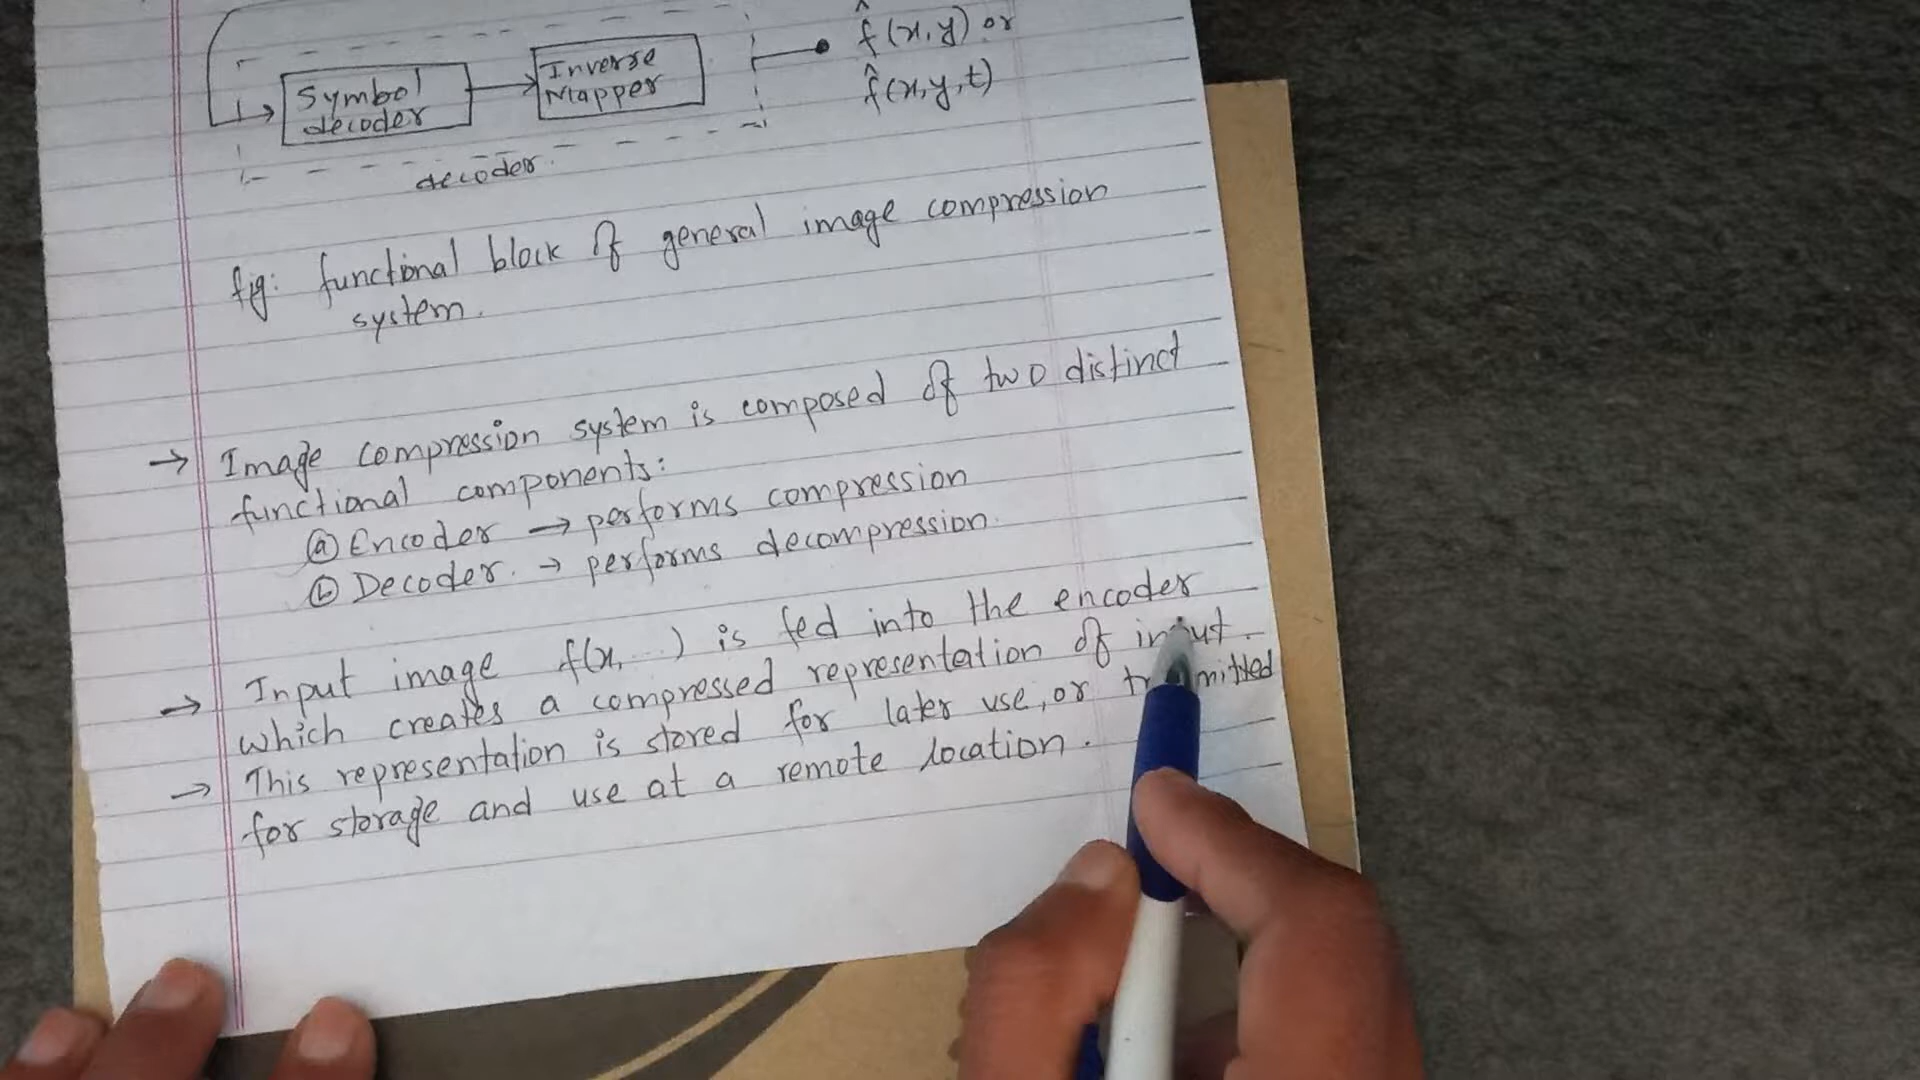 f̂(x,y) or
f̂(x,y,t)
Symbol
decoder
Inverse
Mapper
decoder.
fig: functional block of general image compression
system.
→ Image compression system is composed of two distinct
functional components:
ⓐ Encoder → performs compression
ⓑ Decoder. → performs decompression.
→ Input image f(x, ...) is fed into the encoder
which creates a compressed representation of input.
→ This representation is stored for later use, or transmitted
for storage and use at a remote location.